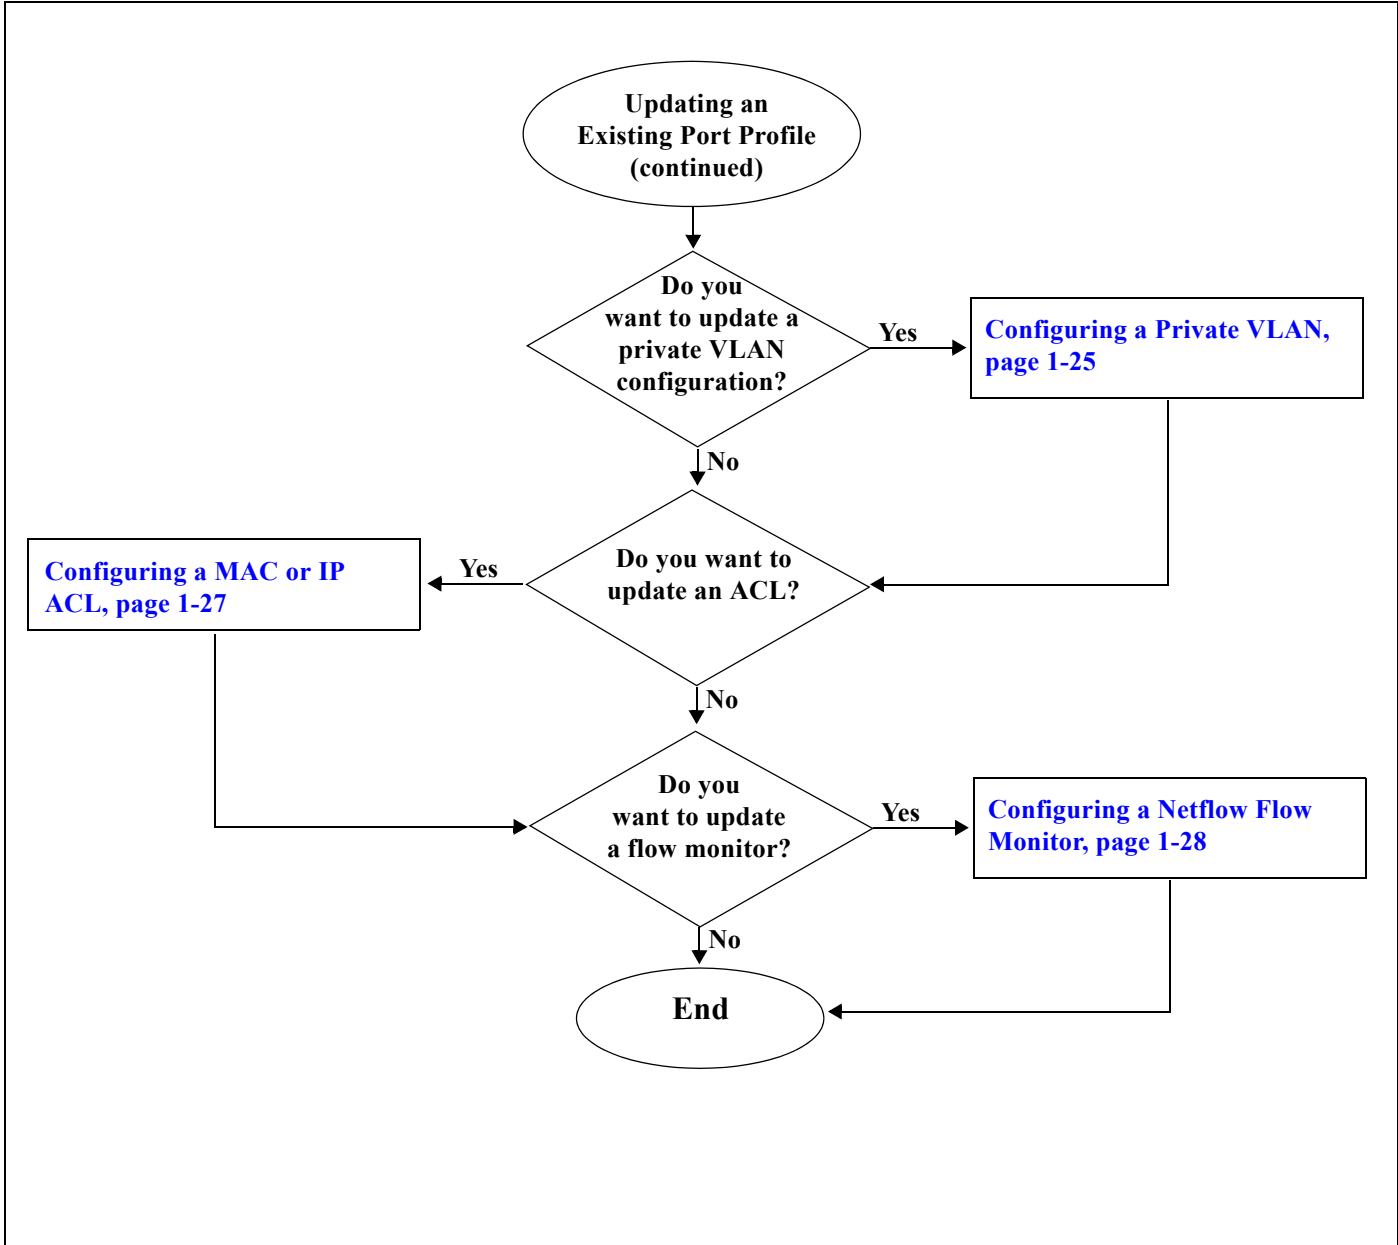 Updating an
Existing Port Profile
(continued)
Do you
want to update a
private VLAN
configuration?
Yes
Configuring a Private VLAN,
page 1-25
No
Do you want to
update an ACL?
Yes
Configuring a MAC or IP
ACL, page 1-27
No
Do you
want to update
a flow monitor?
Yes
Configuring a Netflow Flow
Monitor, page 1-28
No
End